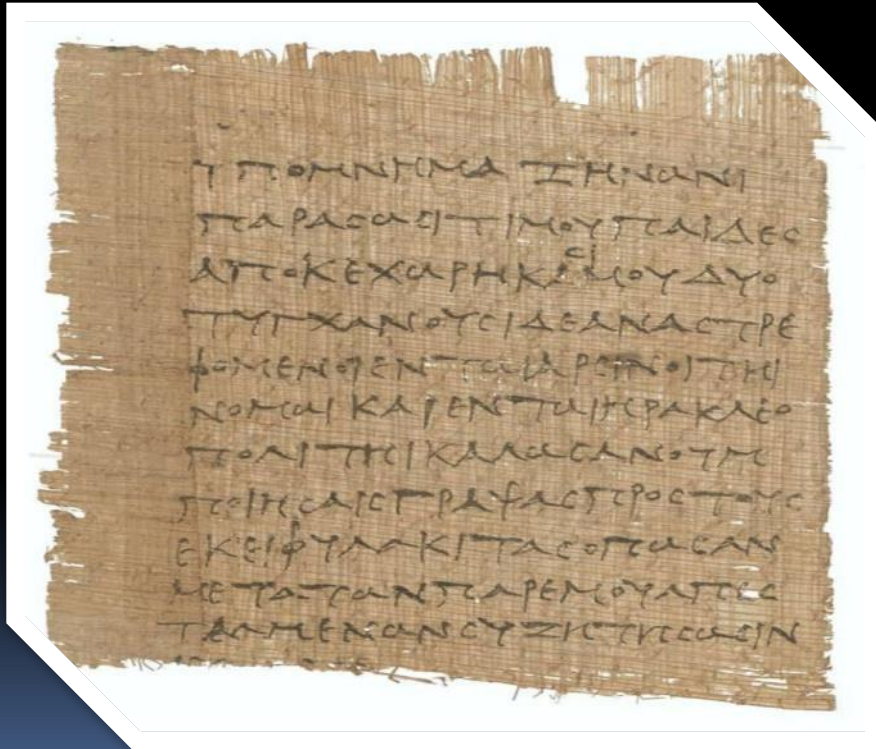 ΥΠΟΜΝΗΜΑ ΖΗΝΩΝΙ
ΠΑΡΑ ΣΩΣΙΤΙΜΟΥ ΠΑΙΔΕΣ
ΑΠΟΚΕΧΩΡΗΚΑΣΙ ΜΟΥ ΔΥΟ
ΤΥΓΧΑΝΟΥΣΙ ΔΕ ΑΝΑΣΤΡΕ
ΦΟΜΕΝΟΙ ΕΝ ΤΩΙ ΑΡΣΙΝΟΙΤΗΙ
ΝΟΜΩΙ ΚΑΙ ΕΝ ΤΩΙ ΗΡΑΚΛΕΟ
ΠΟΛΙΤΗΙ ΚΑΛΩΣ ΑΝ ΟΥΜ
ΠΟΙΗΣΑΙΣ ΓΡΑΨΑΣ ΠΡΟΣ ΤΟΥΣ
ΕΚΕΙ ΦΥΛΑΚΙΤΑΣ ΟΠΩΣ ΑΝ
ΜΕΤΑ ΤΩΝ ΠΑΡ ΕΜΟΥ ΑΠΕΣ
ΤΑΛΜΕΝΩΝ ΣΥΖΗΤΗΣΩΣΙΝ